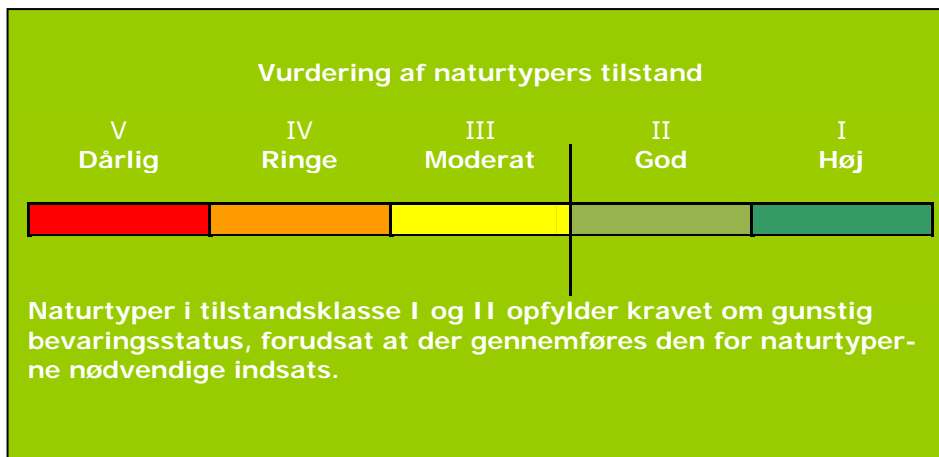 Vurdering af naturtypers tilstand
V IV III II I
Dårlig Ringe Moderat God Høj
Naturtyper i tilstandsklasse I og II opfylder kravet om gunstig
bevaringsstatus, forudsat at der gennemføres den for naturtyper-
ne nødvendige indsats.